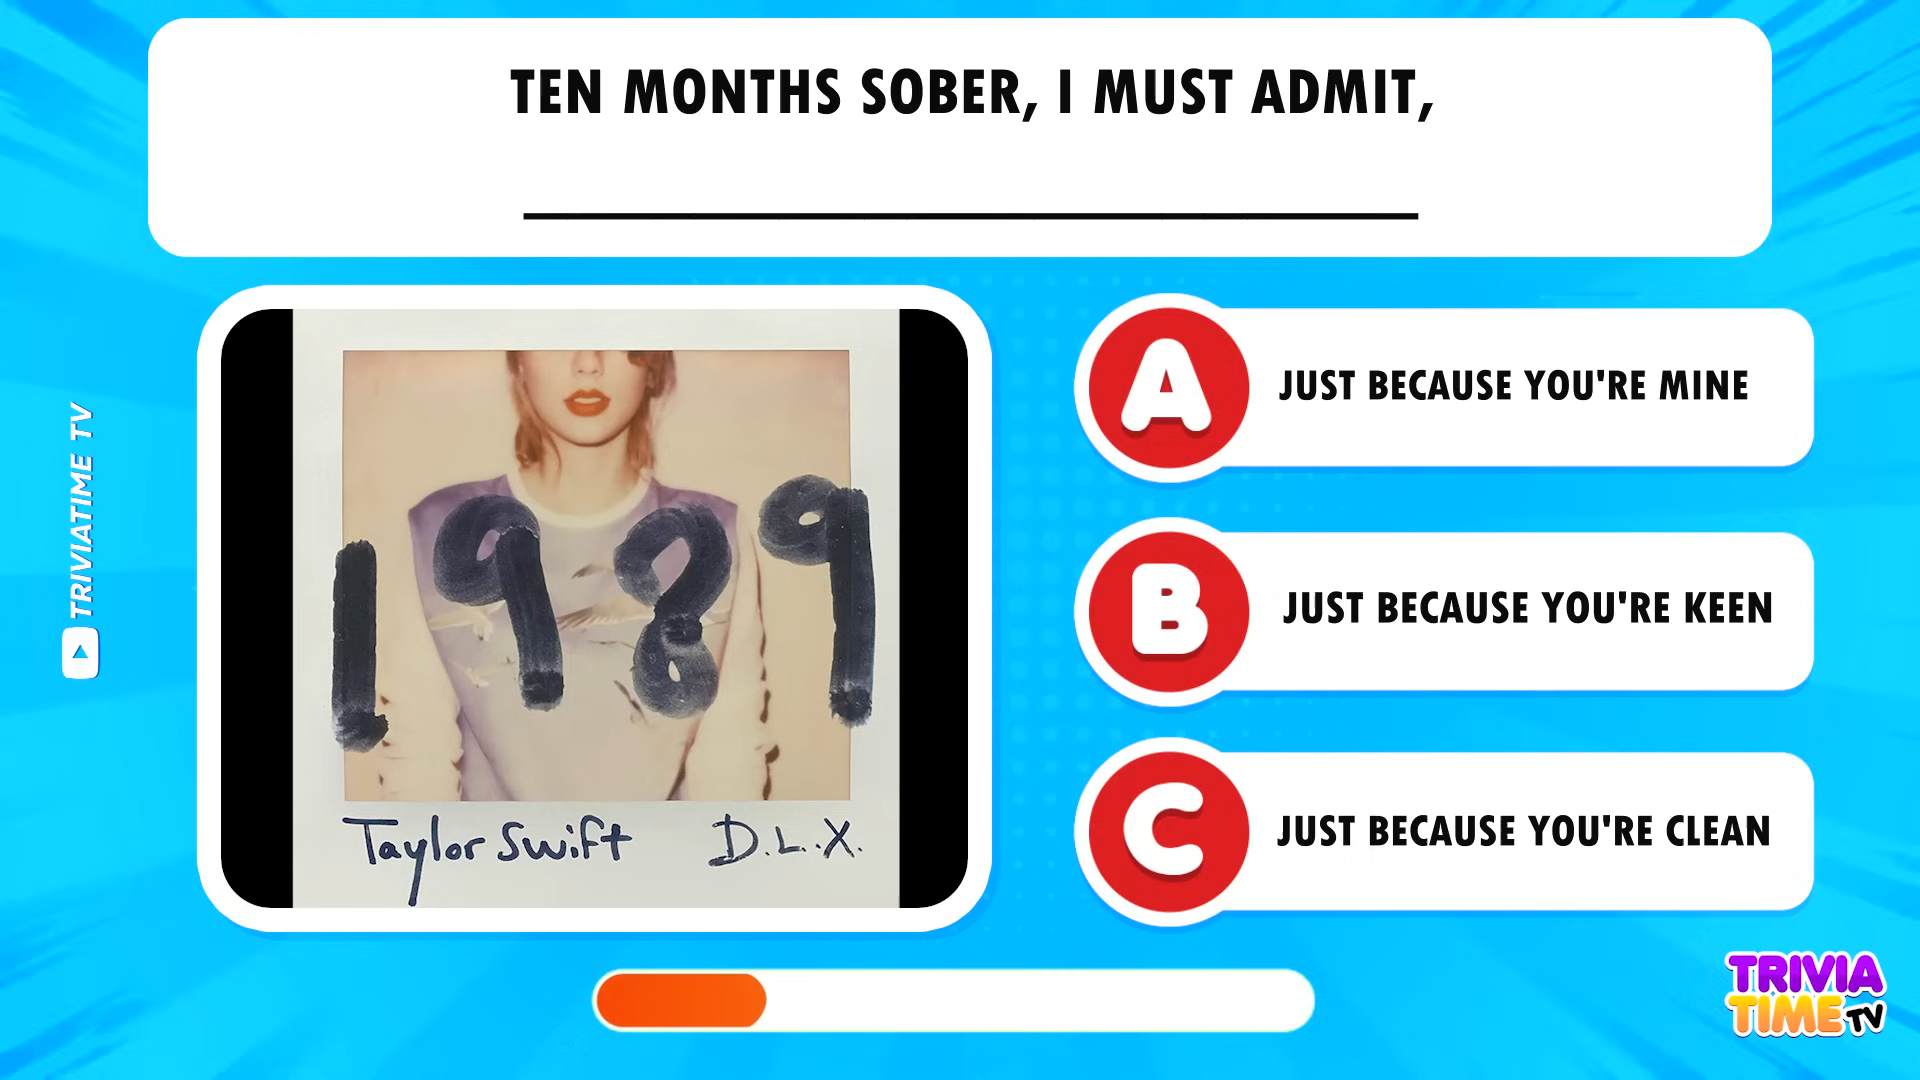 TEN MONTHS SOBER, I MUST ADMIT,
A
JUST BECAUSE YOU'RE MINE
B
JUST BECAUSE YOU'RE KEEN
C
JUST BECAUSE YOU'RE CLEAN
1989
Taylor Swift D.L.X.
TRIVIATIME TV
TRIVIA
TIME TV